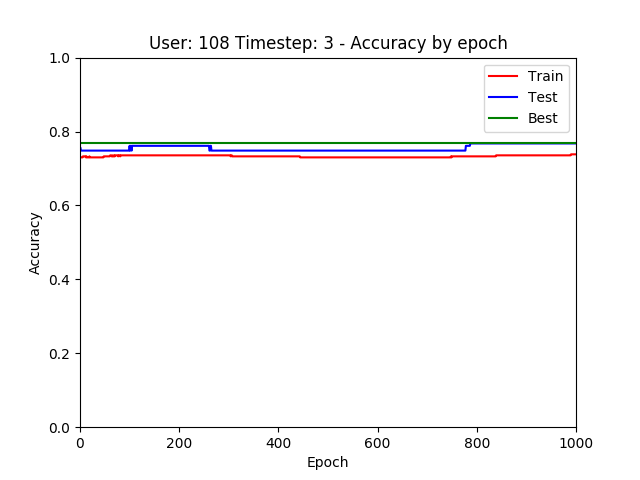 User: 108 Timestep: 3 - Accuracy by epoch
1.0
0.8
0.6
0.4
0.2
0.0
Accuracy
Train
Test
Best
0 200 400 600 800 1000
Epoch